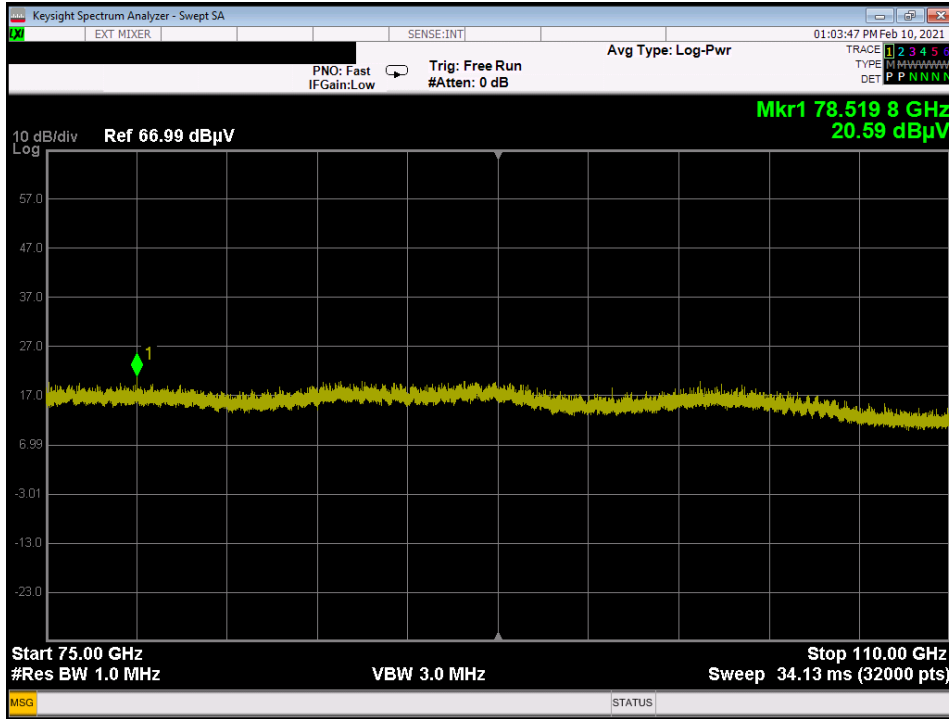 Keysight Spectrum Analyzer - Swept SA
LXI EXT MIXER SENSE:INT 01:03:47 PM Feb 10, 2021
Avg Type: Log-Pwr TRACE 1 2 3 4 5 6
PNO: Fast Trig: Free Run TYPE M M W W W W W
IFGain:Low #Atten: 0 dB DET P P N N N N
Mkr1 78.519 8 GHz
20.59 dBµV
10 dB/div Ref 66.99 dBµV
Log
57.0
47.0
37.0
27.0
1
17.0
6.99
-3.01
-13.0
-23.0
Start 75.00 GHz Stop 110.00 GHz
#Res BW 1.0 MHz VBW 3.0 MHz Sweep 34.13 ms (32000 pts)
MSG STATUS